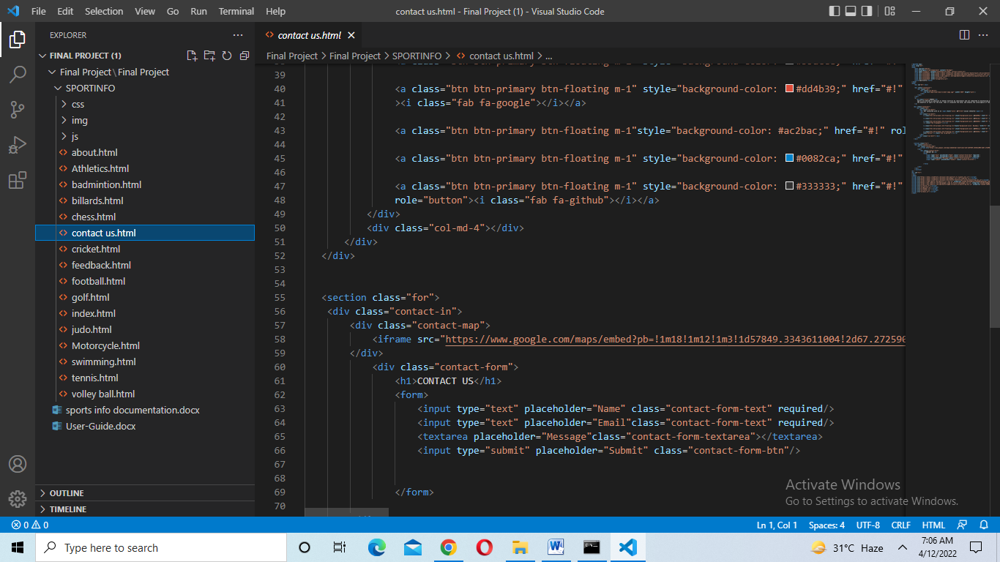 File Edit Selection View Go Run Terminal Help
contact us.html - Final Project (1) - Visual Studio Code
EXPLORER
FINAL PROJECT (1)
Final Project \ Final Project
SPORTINFO
css
img
js
about.html
Athletics.html
badmintion.html
billards.html
chess.html
contact us.html
cricket.html
feedback.html
football.html
golf.html
index.html
judo.html
Motorcycle.html
swimming.html
tennis.html
volley ball.html
sports info documentation.docx
User-Guide.docx
OUTLINE
TIMELINE
contact us.html
Final Project > Final Project > SPORTINFO > contact us.html > ...
39
40 <a class="btn btn-primary btn-floating m-1" style="background-color: #dd4b39;" href="#!"
41 ><i class="fab fa-google"></i></a>
42
43 <a class="btn btn-primary btn-floating m-1"style="background-color: #ac2bac;" href="#!" rol
44
45 <a class="btn btn-primary btn-floating m-1" style="background-color: #0082ca;" href="#!"
46
47 <a class="btn btn-primary btn-floating m-1" style="background-color: #333333;" href="#!"
48 role="button"><i class="fab fa-github"></i></a>
49 </div>
50 <div class="col-md-4"></div>
51 </div>
52 </div>
53
54
55 <section class="for">
56 <div class="contact-in">
57 <div class="contact-map">
58 <iframe src="https://www.google.com/maps/embed?pb=!1m18!1m12!1m3!1d57849.3343611004!2d67.272590
59 </div>
60 <div class="contact-form">
61 <h1>CONTACT US</h1>
62 <form>
63 <input type="text" placeholder="Name" class="contact-form-text" required/>
64 <input type="text" placeholder="Email"class="contact-form-text" required/>
65 <textarea placeholder="Message"class="contact-form-textarea"></textarea>
66 <input type="submit" placeholder="Submit" class="contact-form-btn"/>
67
68
69 </form>
70
Activate Windows
Go to Settings to activate Windows.
0 0
Ln 1, Col 1 Spaces: 4 UTF-8 CRLF HTML
Type here to search
31°C Haze
7:06 AM
4/12/2022